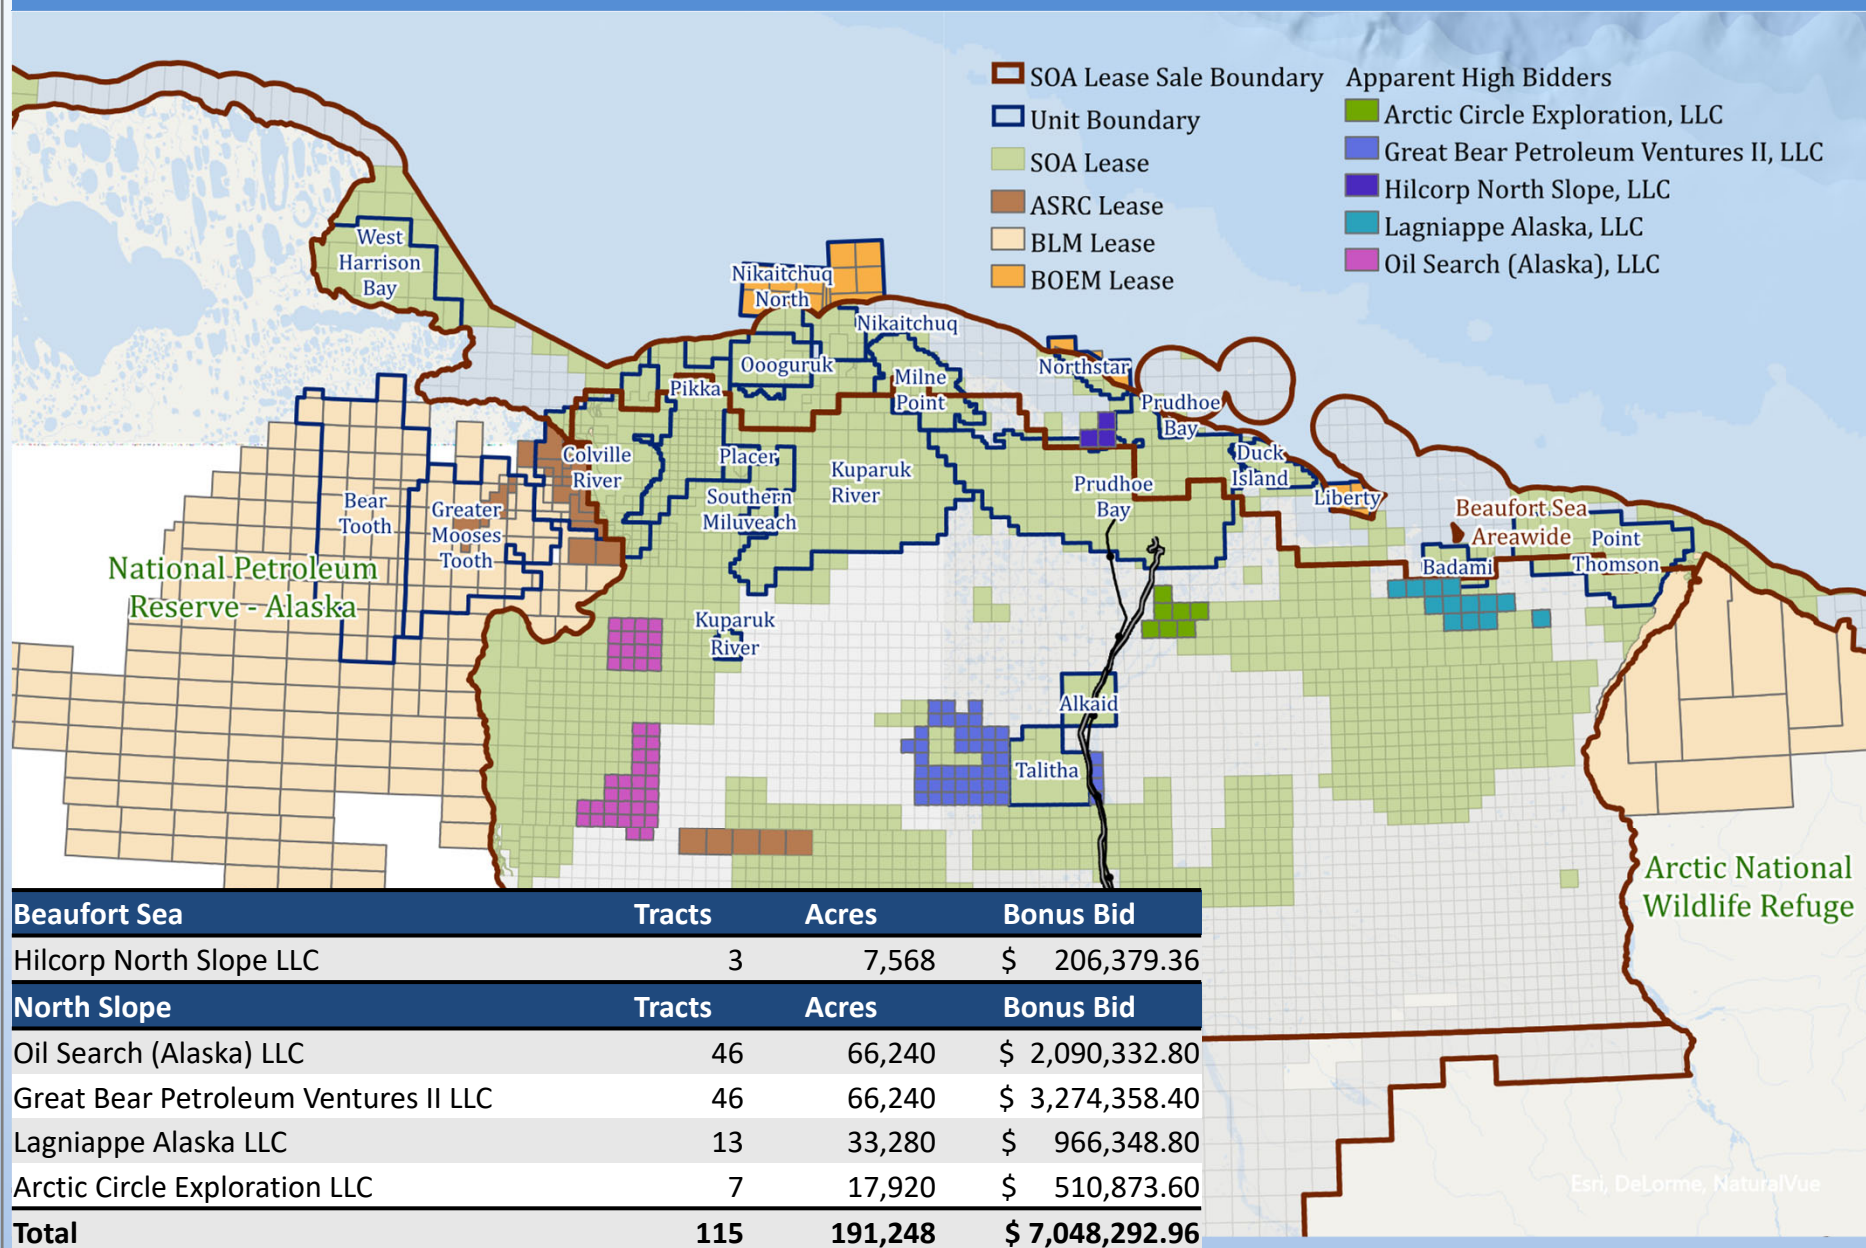 SOA Lease Sale Boundary
Unit Boundary
SOA Lease
ASRC Lease
BLM Lease
BOEM Lease
Apparent High Bidders
Arctic Circle Exploration, LLC
Great Bear Petroleum Ventures II, LLC
Hilcorp North Slope, LLC
Lagniappe Alaska, LLC
Oil Search (Alaska), LLC
West
Harrison
Bay
Nikaitchuq
North
Nikaitchuq
Oooguruk
Pikka
Milne
Point
Northstar
Prudhoe
Bay
Colville
River
Placer
Kuparuk
River
Southern
Miluveach
Prudhoe
Bay
Duck
Island
Liberty
Beaufort Sea
Areawide
Point
Thomson
Badami
Bear
Tooth
Greater
Mooses
Tooth
National Petroleum
Reserve - Alaska
Kuparuk
River
Alkaid
Talitha
Arctic National
Wildlife Refuge
Beaufort Sea Tracts Acres Bonus Bid
Hilcorp North Slope LLC 3 7,568 $ 206,379.36
North Slope Tracts Acres Bonus Bid
Oil Search (Alaska) LLC 46 66,240 $ 2,090,332.80
Great Bear Petroleum Ventures II LLC 46 66,240 $ 3,274,358.40
Lagniappe Alaska LLC 13 33,280 $ 966,348.80
Arctic Circle Exploration LLC 7 17,920 $ 510,873.60
Total 115 191,248 $ 7,048,292.96
Esri, DeLorme, NaturalVue